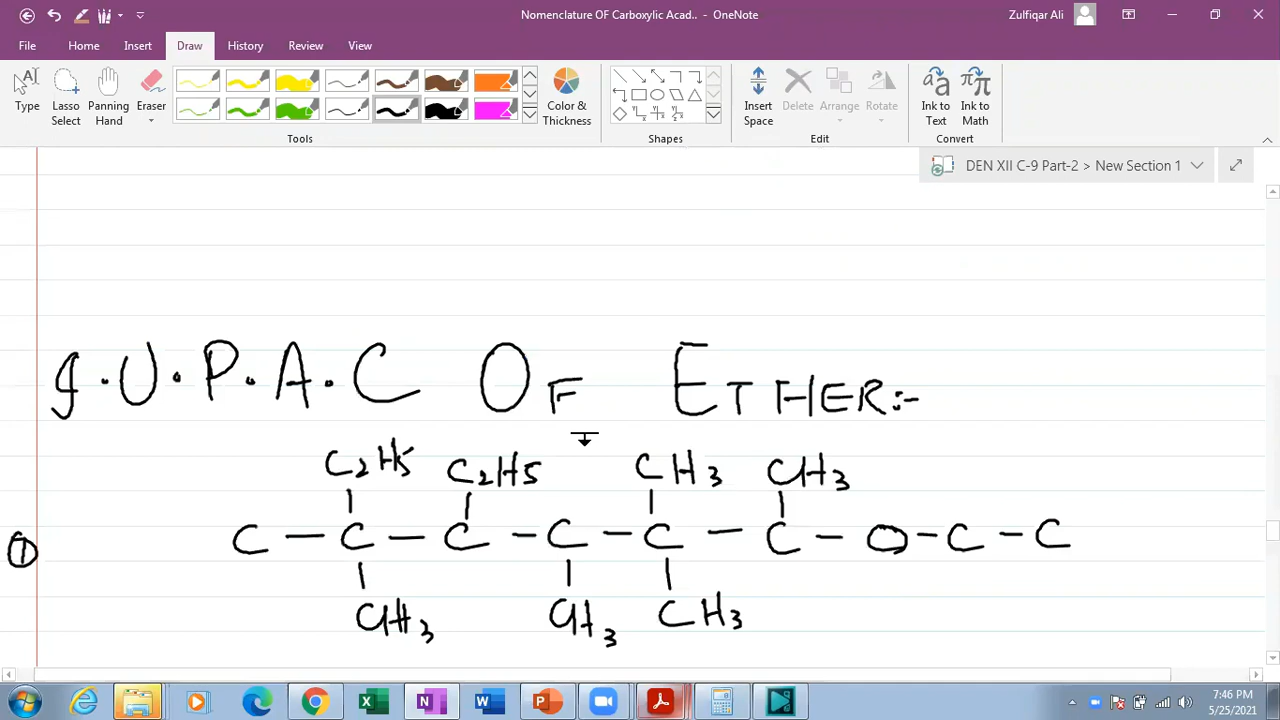 Nomenclature OF Carboxylic Acad.. - OneNote
Zulfiqar Ali
File Home Insert Draw History Review View
Type
Lasso Select
Panning Hand
Eraser
Color & Thickness
Insert Space
Delete
Arrange
Rotate
Ink to Text
Ink to Math
Tools
Shapes
Edit
Convert
DEN XII C-9 Part-2 > New Section 1
I.U.P.A.C OF ETHER:-
C2H5 C2H5 CH3 CH3
① C — C — C — C — C — C — O — C — C
CH3 CH3 CH3
7:46 PM
5/25/2021